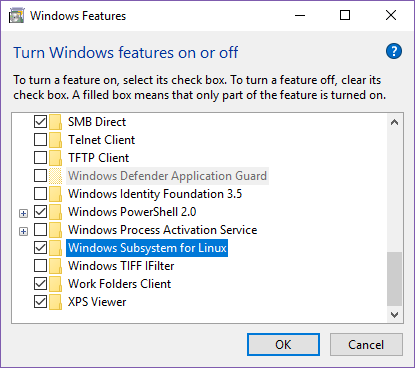 Windows Features
Turn Windows features on or off
?
To turn a feature on, select its check box. To turn a feature off, clear its
check box. A filled box means that only part of the feature is turned on.
SMB Direct
Telnet Client
TFTP Client
Windows Defender Application Guard
Windows Identity Foundation 3.5
Windows PowerShell 2.0
Windows Process Activation Service
Windows Subsystem for Linux
Windows TIFF IFilter
Work Folders Client
XPS Viewer
OK
Cancel